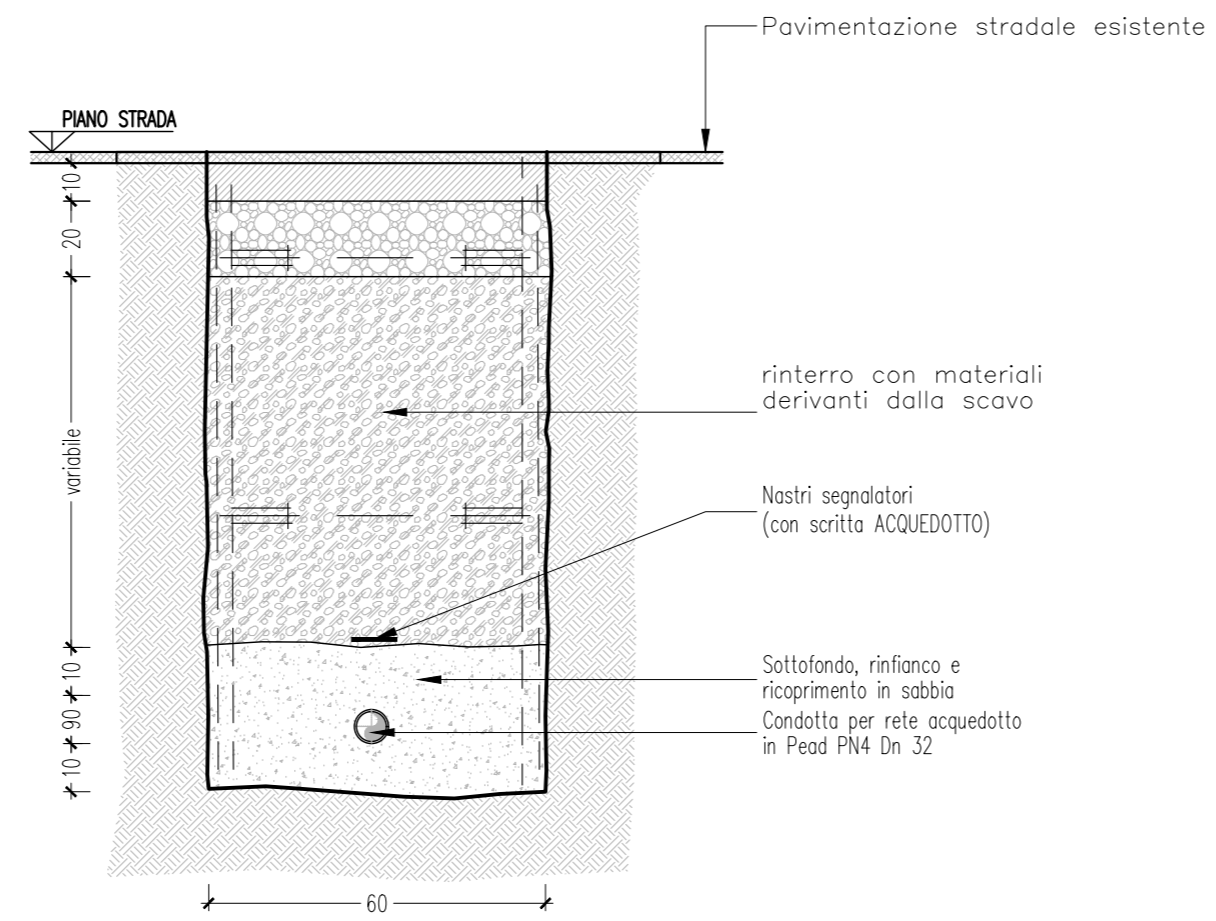 Pavimentazione stradale esistente
PIANO STRADA
10
20
variabile
rinterro con materiali
derivanti dalla scavo
Nastri segnalatori
(con scritta ACQUEDOTTO)
10
90
10
Sottofondo, rinfianco e
ricoprimento in sabbia
Condotta per rete acquedotto
in Pead PN4 Dn 32
60